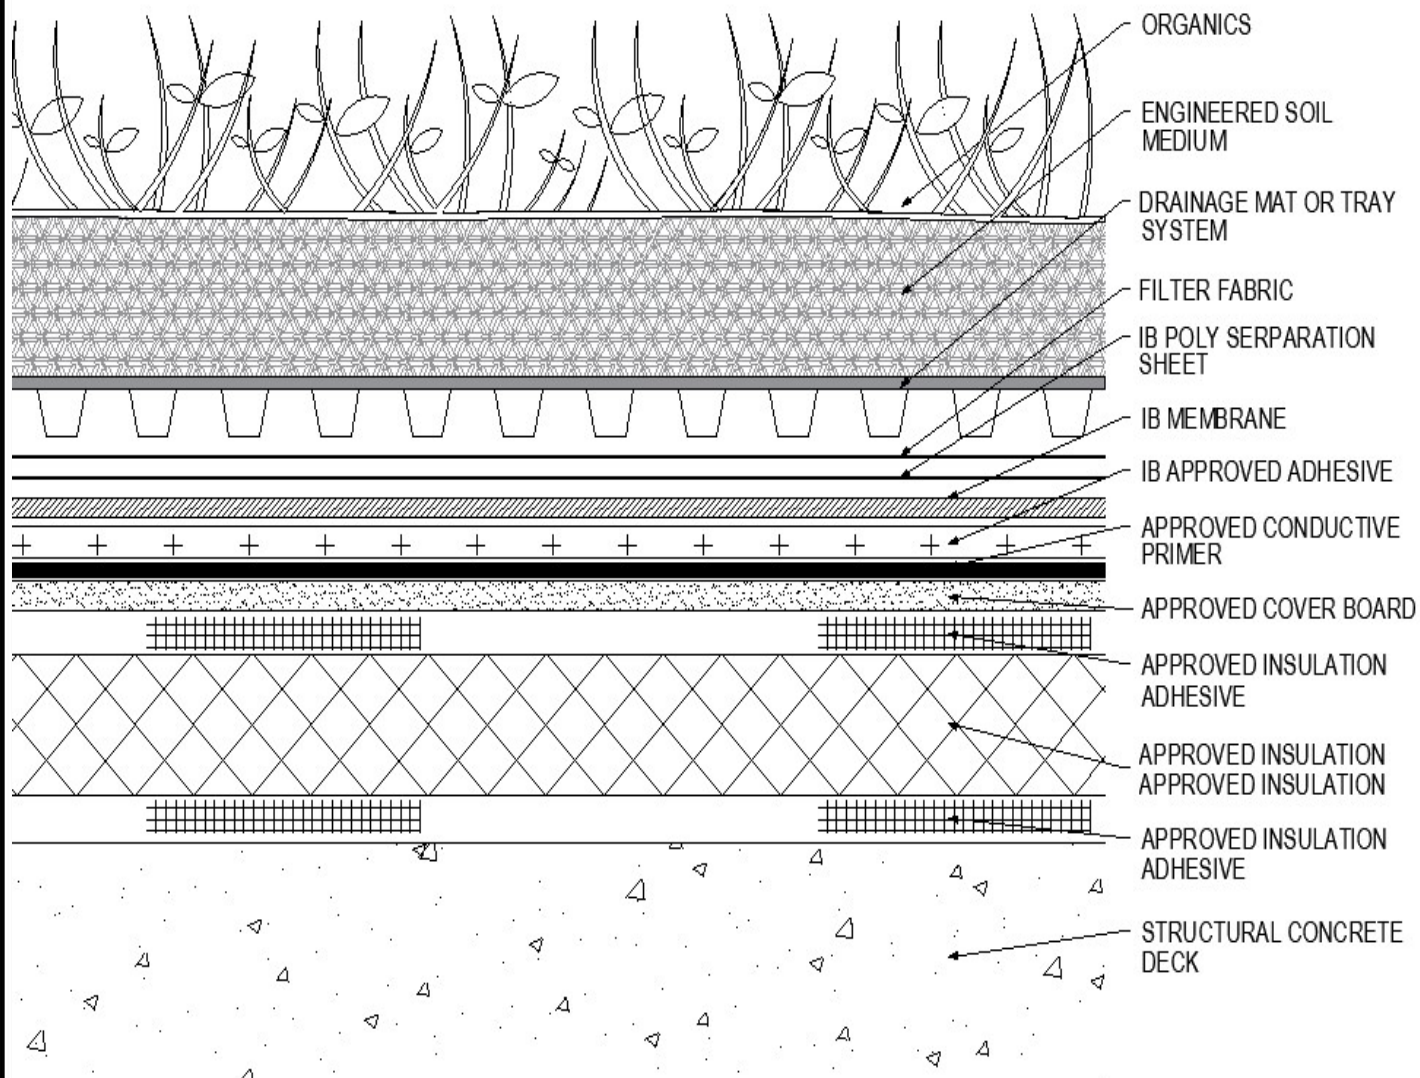 ORGANICS
ENGINEERED SOIL
MEDIUM
DRAINAGE MAT OR TRAY
SYSTEM
FILTER FABRIC
IB POLY SERPARATION
SHEET
IB MEMBRANE
IB APPROVED ADHESIVE
APPROVED CONDUCTIVE
PRIMER
APPROVED COVER BOARD
APPROVED INSULATION
ADHESIVE
APPROVED INSULATION
APPROVED INSULATION
APPROVED INSULATION
ADHESIVE
STRUCTURAL CONCRETE
DECK